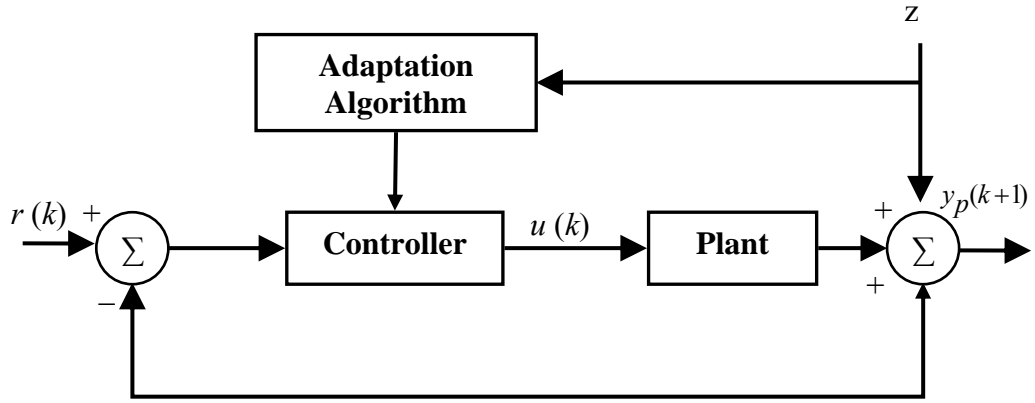 z
Adaptation
Algorithm
r (k)
+
Σ
−
Controller
u (k)
Plant
+
+
Σ
y_p(k+1)